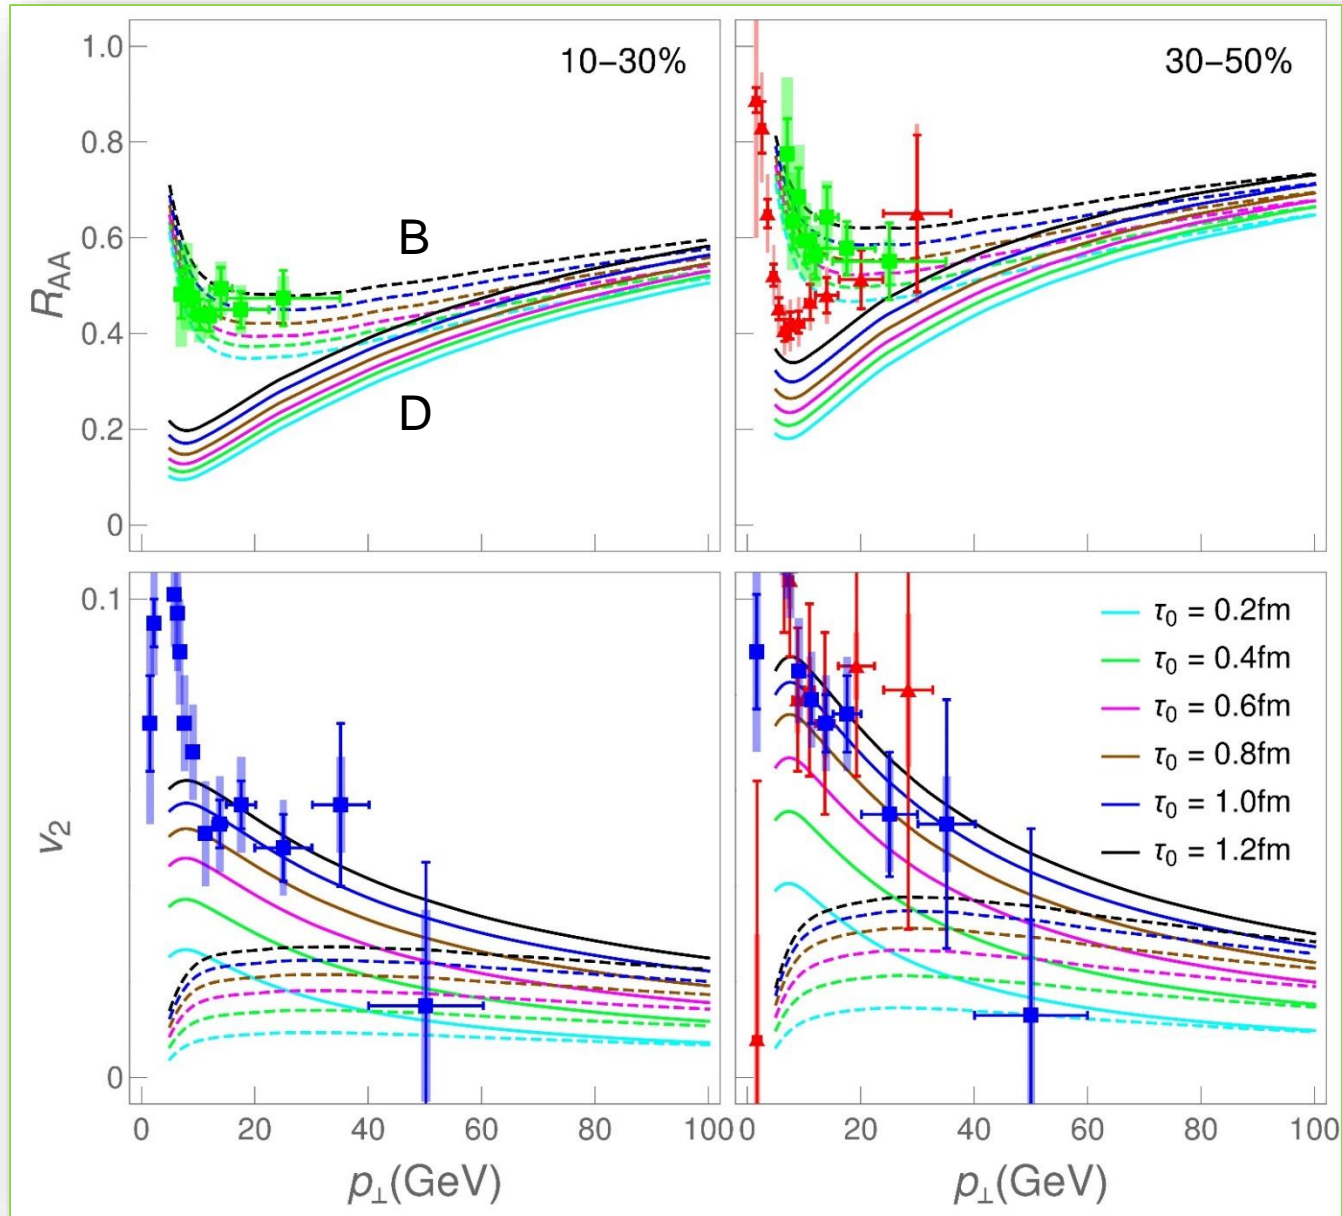 10–30%
30–50%
1.0
0.8
0.6
0.4
0.2
0
R_AA
B
D
0.1
0
v_2
τ_0 = 0.2fm
τ_0 = 0.4fm
τ_0 = 0.6fm
τ_0 = 0.8fm
τ_0 = 1.0fm
τ_0 = 1.2fm
0 20 40 60 80 100
0 20 40 60 80 100
p_⊥(GeV)
p_⊥(GeV)